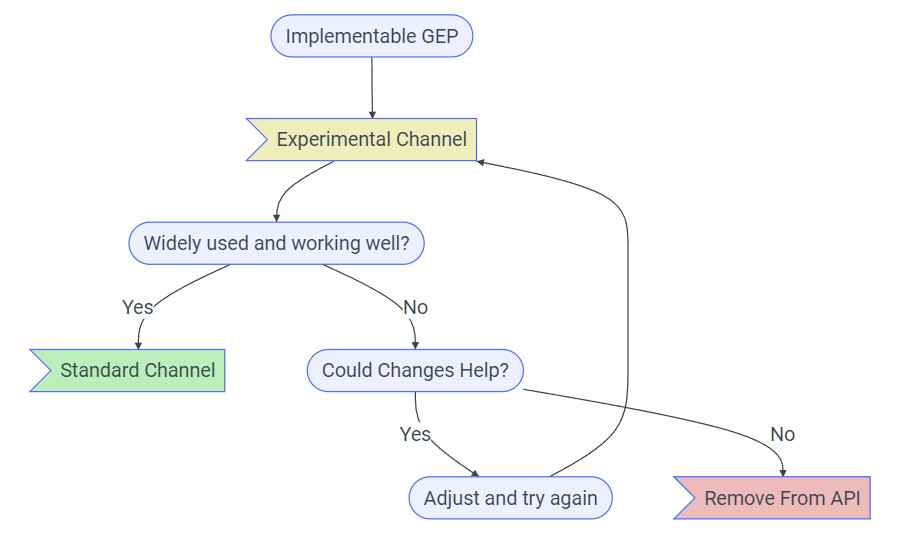 Implementable GEP
Experimental Channel
Widely used and working well?
Yes
No
Standard Channel
Could Changes Help?
Yes
No
Adjust and try again
Remove From API